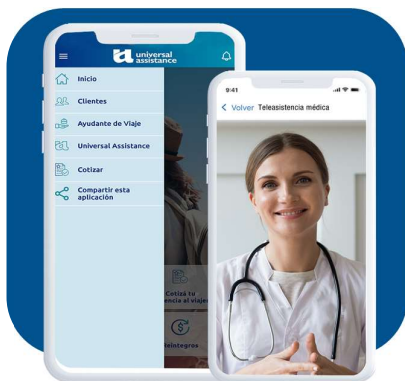 universal
assistance
Inicio
Clientes
Ayudante de Viaje
Universal Assistance
Cotizar
Compartir esta
aplicación
Cotizá tu
encia al viaje
Reintegros
9:41
Volver Teleasistencia médica